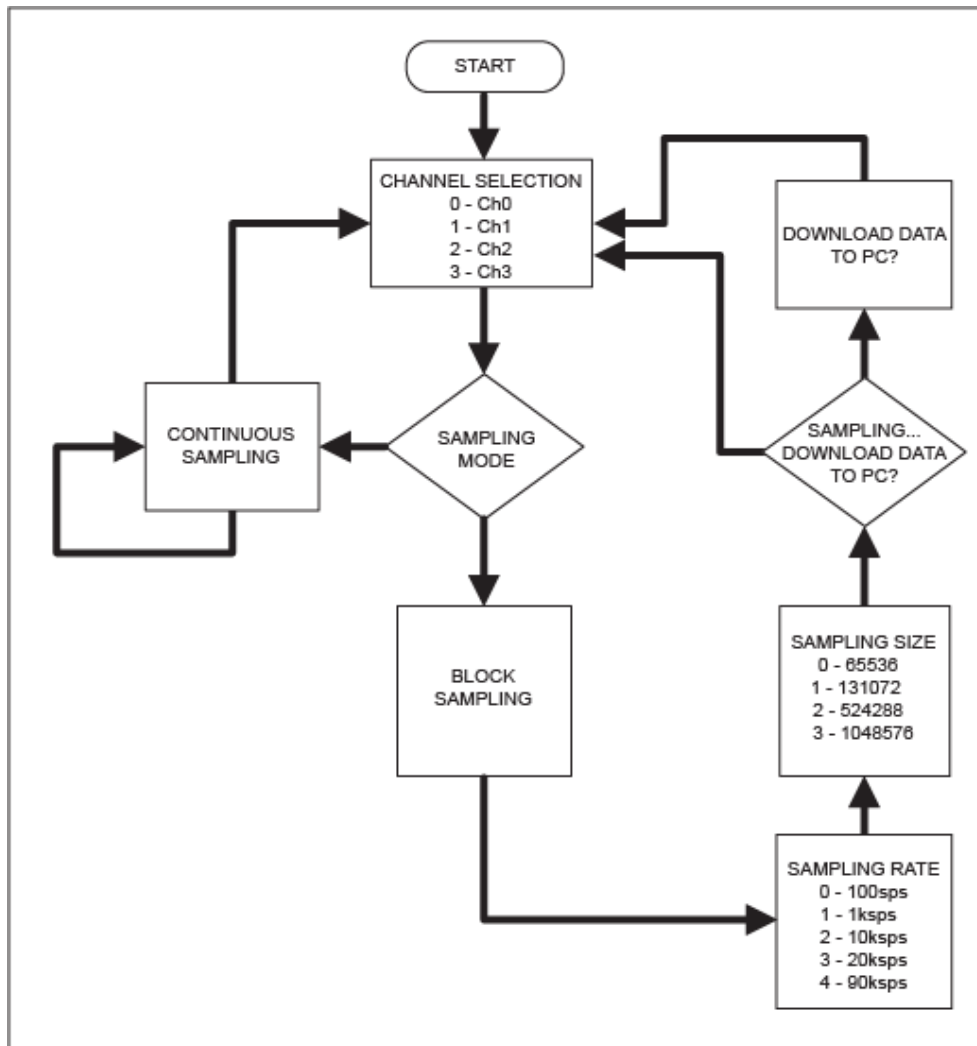 START
CHANNEL SELECTION
0 - Ch0
1 - Ch1
2 - Ch2
3 - Ch3
DOWNLOAD DATA
TO PC?
CONTINUOUS
SAMPLING
SAMPLING
MODE
SAMPLING...
DOWNLOAD DATA
TO PC?
BLOCK
SAMPLING
SAMPLING SIZE
0 - 65536
1 - 131072
2 - 524288
3 - 1048576
SAMPLING RATE
0 - 100sps
1 - 1ksps
2 - 10ksps
3 - 20ksps
4 - 90ksps